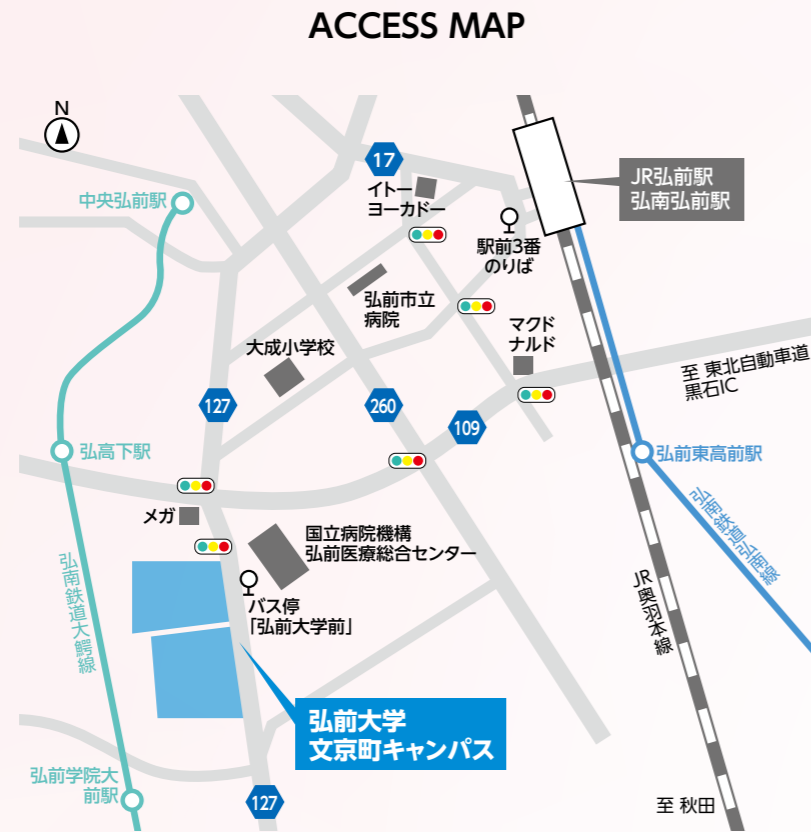 ACCESS MAP
N
17
イトー
ヨーカドー
JR弘前駅
弘南弘前駅
中央弘前駅
駅前3番
のりば
弘前市立
病院
マクド
ナルド
大成小学校
至 東北自動車道
黒石IC
127
260
109
弘高下駅
弘前東高前駅
メガ
国立病院機構
弘前医療総合センター
弘南鉄道弘南線
弘南鉄道大鰐線
バス停
「弘前大学前」
JR奥羽本線
弘前大学
文京町キャンパス
弘前学院大
前駅
127
至 秋田